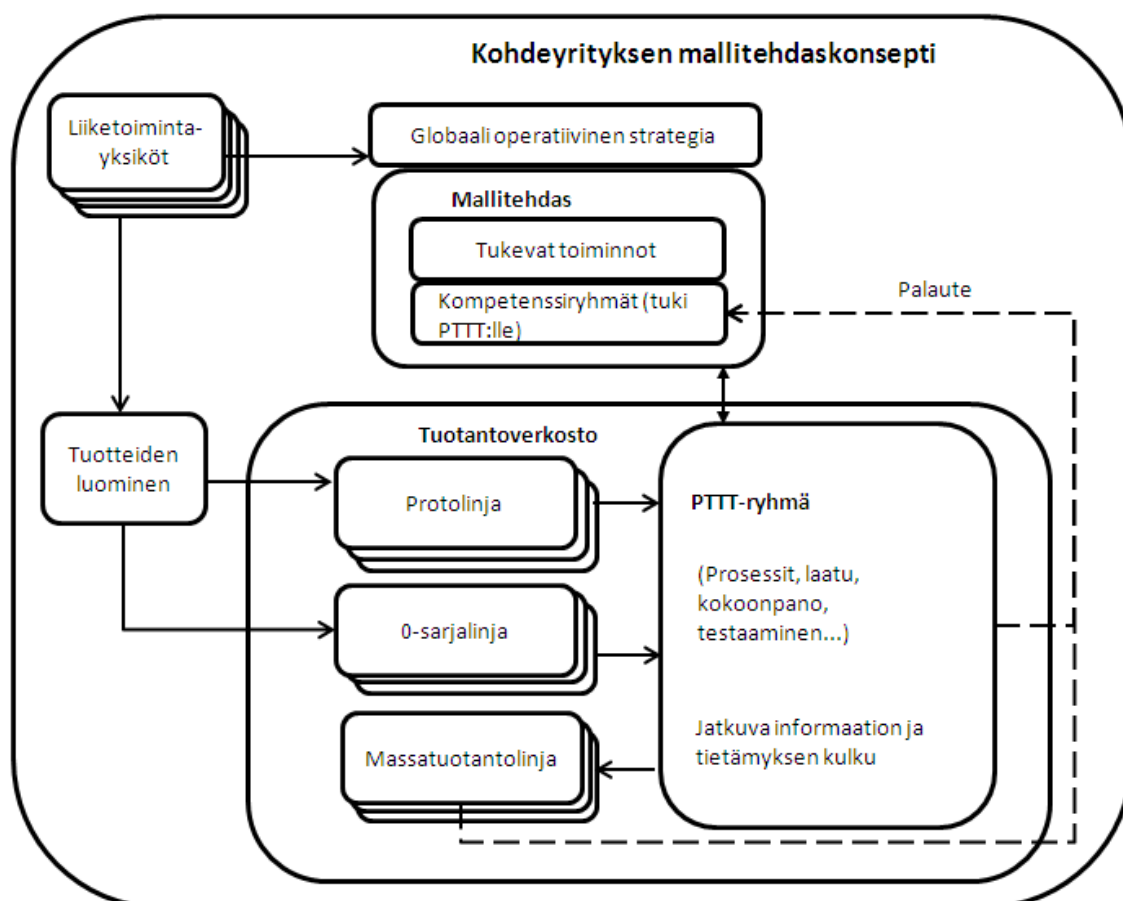 Kohdeyrityksen mallitehdaskonsepti
Liiketoiminta-
yksiköt
Globaali operatiivinen strategia
Mallitehdas
Tukevat toiminnot
Kompetenssiryhmät (tuki
PTTT:lle)
Palaute
Tuotteiden
luominen
Tuotantoverkosto
Protolinja
0-sarjalinja
Massatuotantolinja
PTTT-ryhmä
(Prosessit, laatu,
kokoonpano,
testaaminen...)
Jatkuva informaation ja
tietämyksen kulku